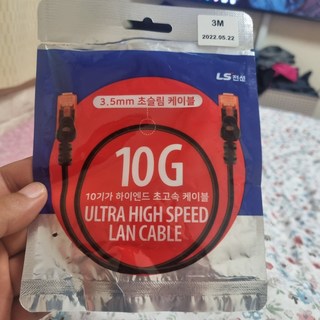 3M
2022.05.22
LS전선
3.5mm 초슬림 케이블
10G
10기가 하이엔드 초고속 케이블
ULTRA HIGH SPEED
LAN CABLE